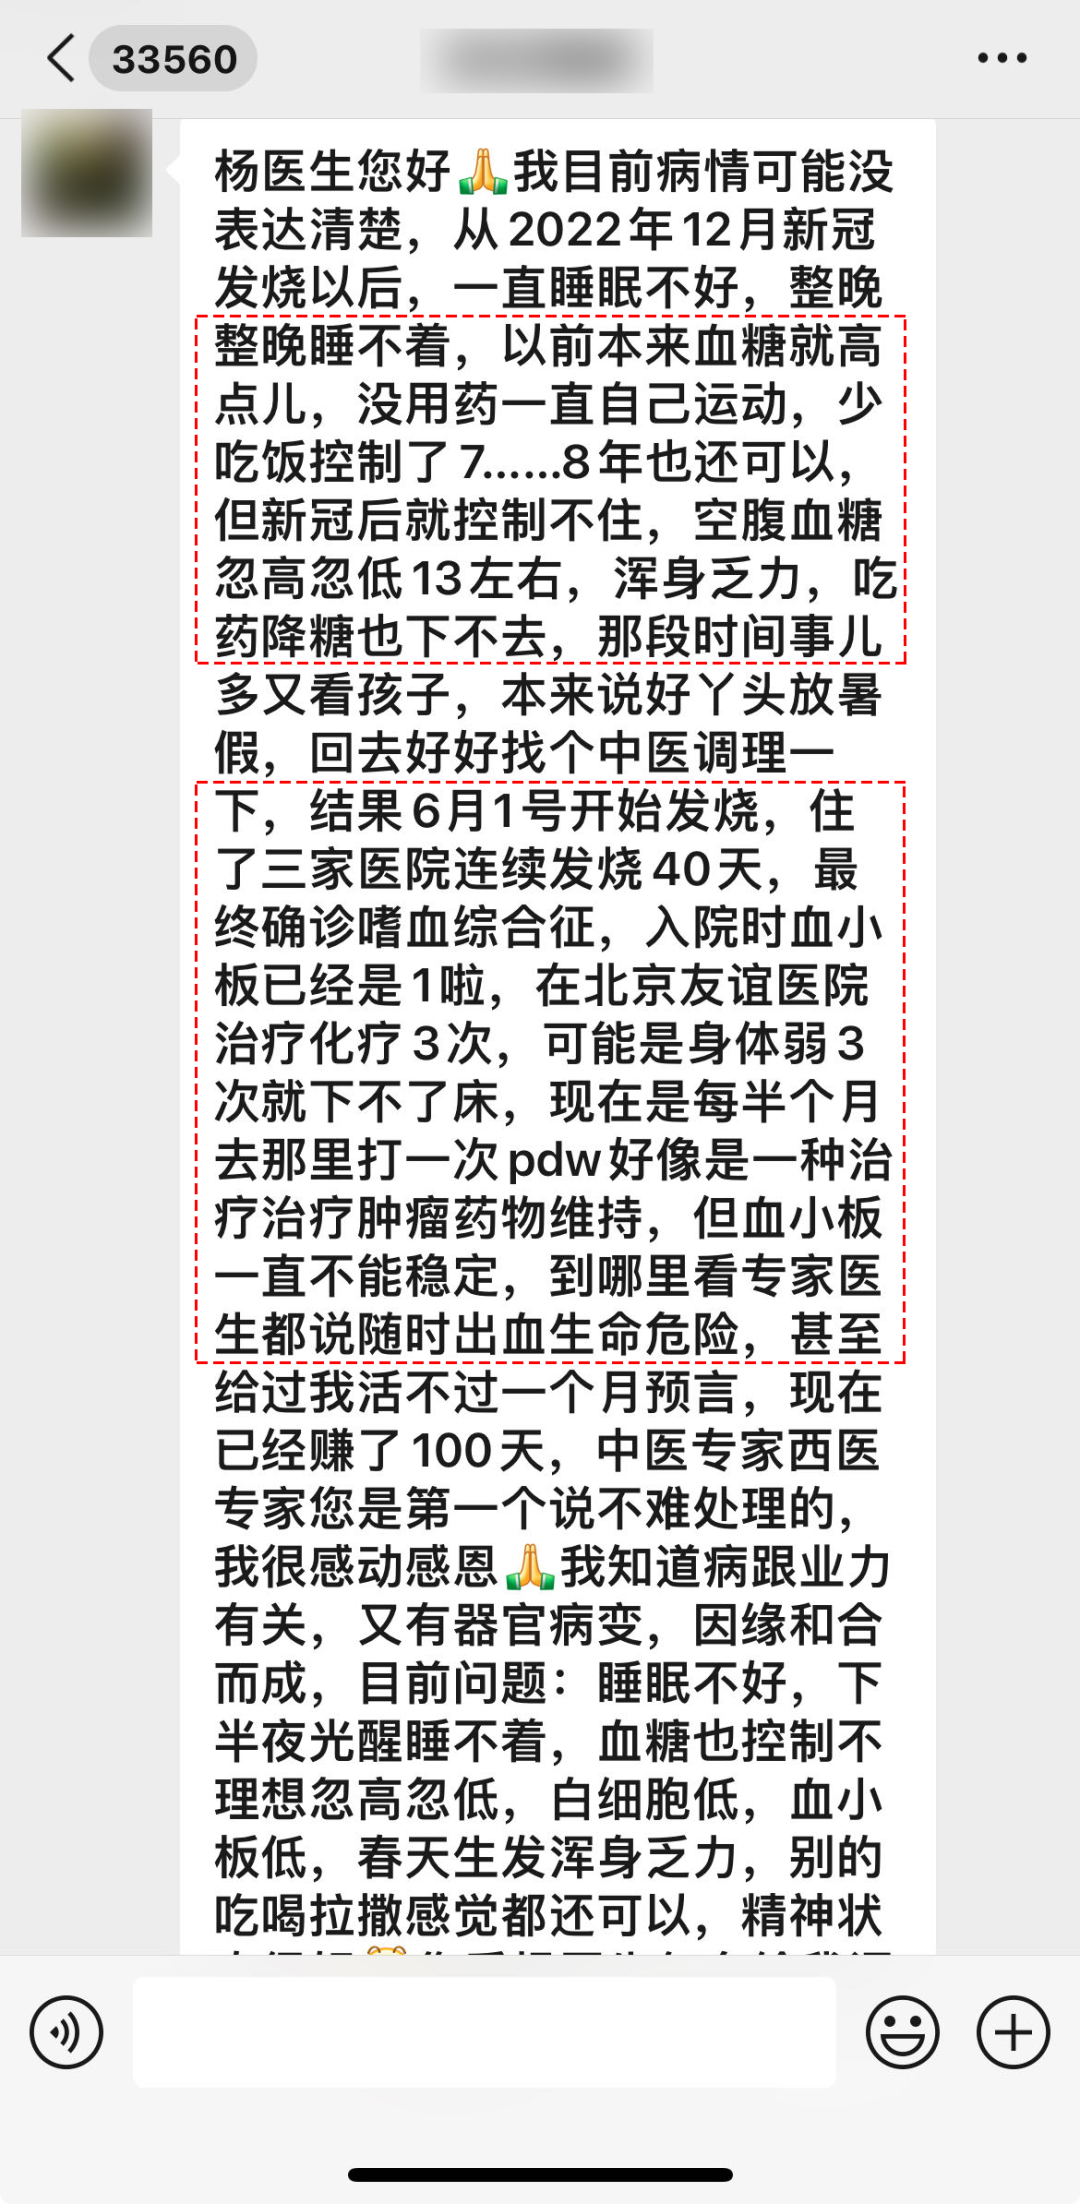 33560
杨医生您好🙏我目前病情可能没
表达清楚，从2022年12月新冠
发烧以后，一直睡眠不好，整晚
整晚睡不着，以前本来血糖就高
点儿，没用药一直自己运动，少
吃饭控制了7……8年也还可以，
但新冠后就控制不住，空腹血糖
忽高忽低13左右，浑身乏力，吃
药降糖也下不去，那段时间事儿
多又看孩子，本来说好丫头放暑
假，回去好好找个中医调理一
下，结果6月1号开始发烧，住
了三家医院连续发烧40天，最
终确诊嗜血综合征，入院时血小
板已经是1啦，在北京友谊医院
治疗化疗3次，可能是身体弱3
次就下不了床，现在是每半个月
去那里打一次pdw好像是一种治
疗治疗肿瘤药物维持，但血小板
一直不能稳定，到哪里看专家医
生都说随时出血生命危险，甚至
给过我活不过一个月预言，现在
已经赚了100天，中医专家西医
专家您是第一个说不难处理的，
我很感动感恩🙏我知道病跟业力
有关，又有器官病变，因缘和合
而成，目前问题：睡眠不好，下
半夜光醒睡不着，血糖也控制不
理想忽高忽低，白细胞低，血小
板低，春天生发浑身乏力，别的
吃喝拉撒感觉都还可以，精神状